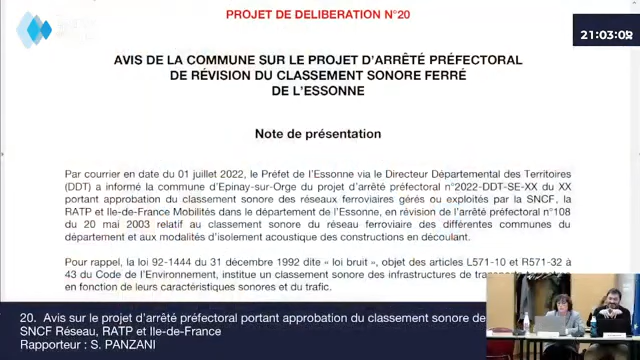 PROJET DE DELIBERATION N°20
21:03:02
AVIS DE LA COMMUNE SUR LE PROJET D'ARRÊTÉ PRÉFECTORAL
DE RÉVISION DU CLASSEMENT SONORE FERRÉ
DE L'ESSONNE
Note de présentation
Par courrier en date du 01 juillet 2022, le Préfet de l'Essonne via le Directeur Départemental des Territoires
(DDT) a informé la commune d'Epinay-sur-Orge du projet d'arrêté préfectoral n°2022-DDT-SE-XX du XX
portant approbation du classement sonore des réseaux ferroviaires gérés ou exploités par la SNCF, la
RATP et Ile-de-France Mobilités dans le département de l'Essonne, en révision de l'arrêté préfectoral n°108
du 20 mai 2003 relatif au classement sonore du réseau ferroviaire des différentes communes du
département et aux modalités d'isolement acoustique des constructions en découlant.
Pour rappel, la loi 92-1444 du 31 décembre 1992 dite « loi bruit », objet des articles L571-10 et R571-32 à
43 du Code de l'Environnement, institue un classement sonore des infrastructures de
en fonction de leurs caractéristiques sonores et du trafic.
20. Avis sur le projet d'arrêté préfectoral portant approbation du classement sonore de
SNCF Réseau, RATP et Ile-de-France
Rapporteur : S. PANZANI